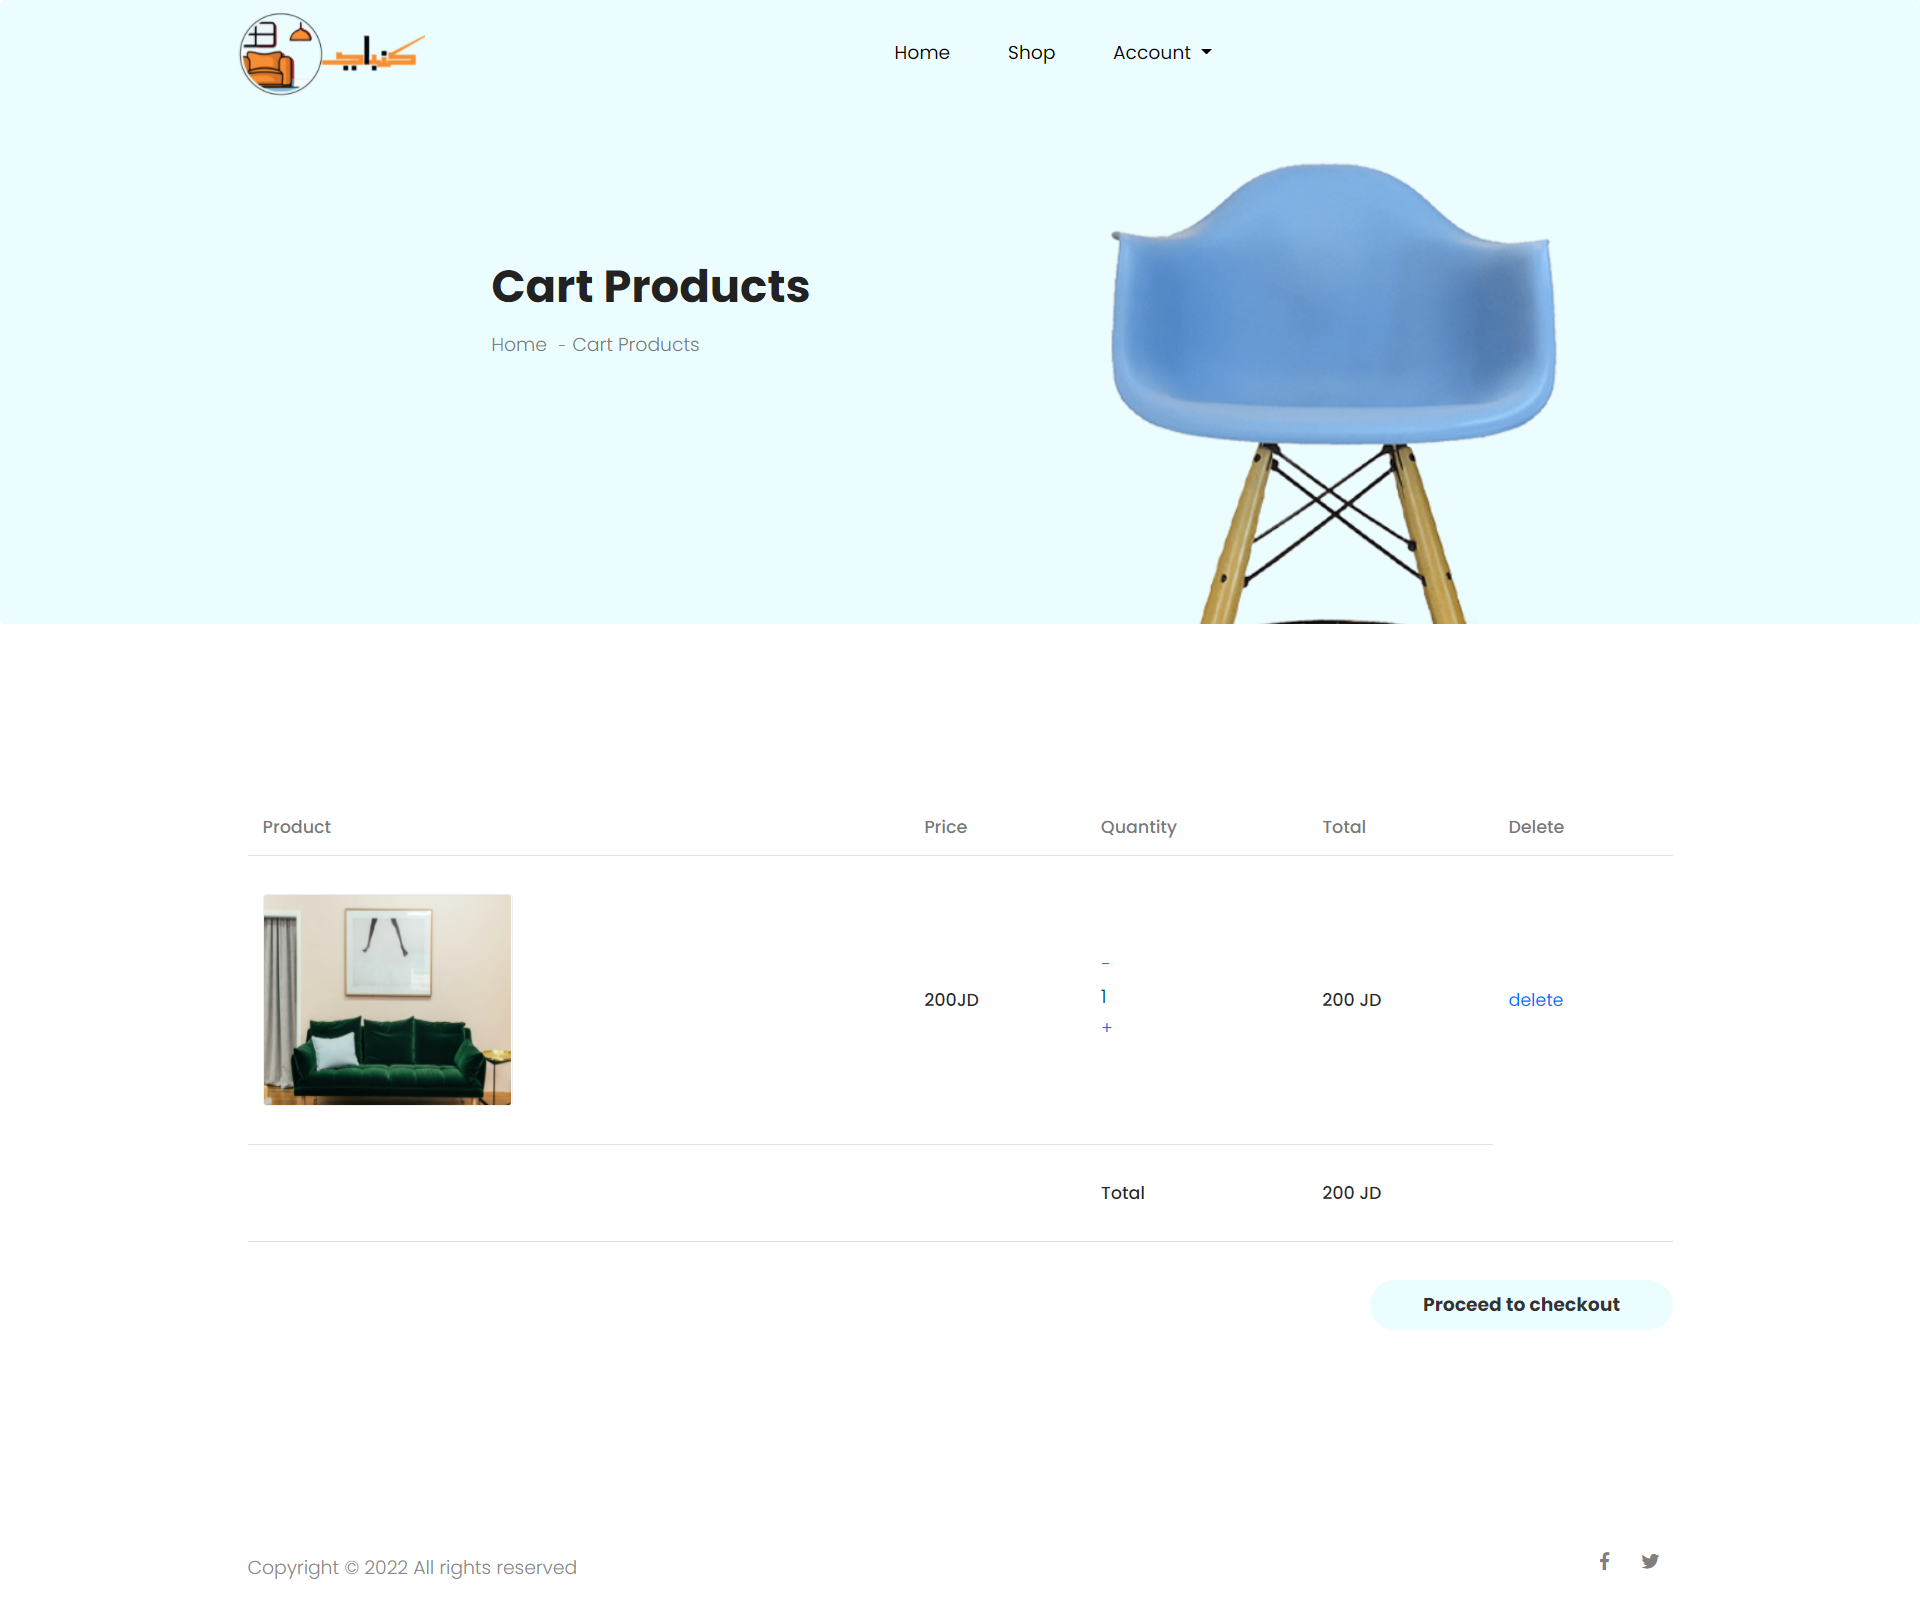 كنباية
Home Shop Account
Cart Products
Home - Cart Products
Product Price Quantity Total Delete
-
200JD 1 200 JD delete
+
Total 200 JD
Proceed to checkout
Copyright © 2022 All rights reserved